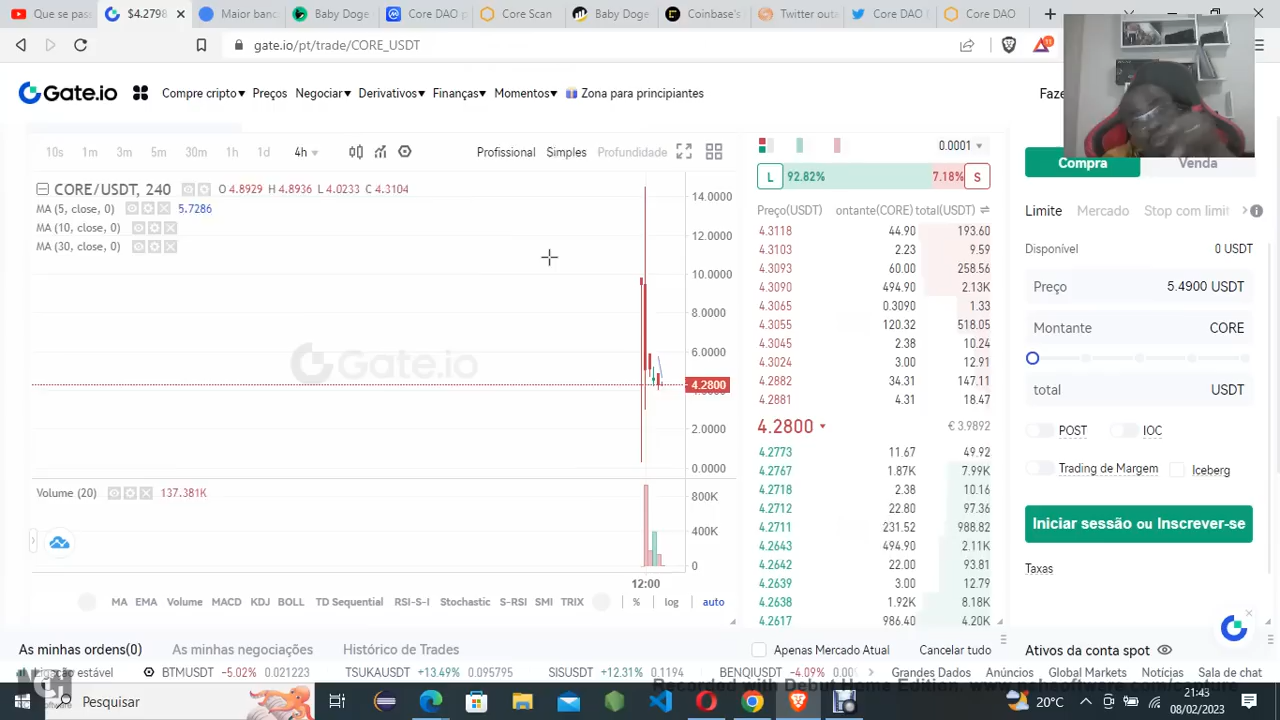 Que se pas
$4.2798
Maior banc
Baby Doge
Core DAO p
Core Scan
Baby Doge
Coinbase's
Twitter outa
Core DAO t
Core DAO
gate.io/pt/trade/CORE_USDT
Gate.io
Compre cripto
Preços
Negociar
Derivativos
Finanças
Momentos
Zona para principiantes
Faze
10s 1m 3m 5m 30m 1h 1d 4h
Profissional Simples Profundidade
CORE/USDT, 240 O 4.8929 H 4.8936 L 4.0233 C 4.3104
MA (5, close, 0) 5.7286
MA (10, close, 0)
MA (30, close, 0)
Gate.io
14.0000
12.0000
10.0000
8.0000
6.0000
4.2800
2.0000
0.0000
Volume (20) 137.381K
800K
400K
0
12:00
MA EMA Volume MACD KDJ BOLL TD Sequential RSI-S-I Stochastic S-RSI SMI TRIX % log auto
0.0001
L 92.82% 7.18% S
Preço(USDT) ontante(CORE) total(USDT)
4.3118 44.90 193.60
4.3103 2.23 9.59
4.3093 60.00 258.56
4.3090 494.90 2.13K
4.3065 0.3090 1.33
4.3055 120.32 518.05
4.3045 2.38 10.24
4.3024 3.00 12.91
4.2882 34.31 147.11
4.2881 4.31 18.47
4.2800 € 3.9892
4.2773 11.67 49.92
4.2767 1.87K 7.99K
4.2718 2.38 10.16
4.2712 22.80 97.36
4.2711 231.52 988.82
4.2643 494.90 2.11K
4.2642 22.00 93.81
4.2639 3.00 12.79
4.2638 1.92K 8.18K
4.2617 986.40 4.20K
Compra Venda
Limite Mercado Stop com limit
Disponível 0 USDT
Preço 5.4900 USDT
Montante CORE
total USDT
POST IOC
Trading de Margem Iceberg
Iniciar sessão ou Inscrever-se
Taxas
As minhas ordens(0) As minhas negociações Histórico de Trades
Apenas Mercado Atual Cancelar tudo
Ativos da conta spot
ligação estável
BTMUSDT -5.02% 0.021223
TSUKAUSDT +13.49% 0.095795
SISUSDT +12.31% 0.1194
BENQIUSDT -4.09%
Grandes Dados Anúncios Global Markets Notícias Sala de chat
Recorded with Debut Home Edition. www.nchsoftware.com/capture
Pesquisar
20°C
21:43
08/02/2023